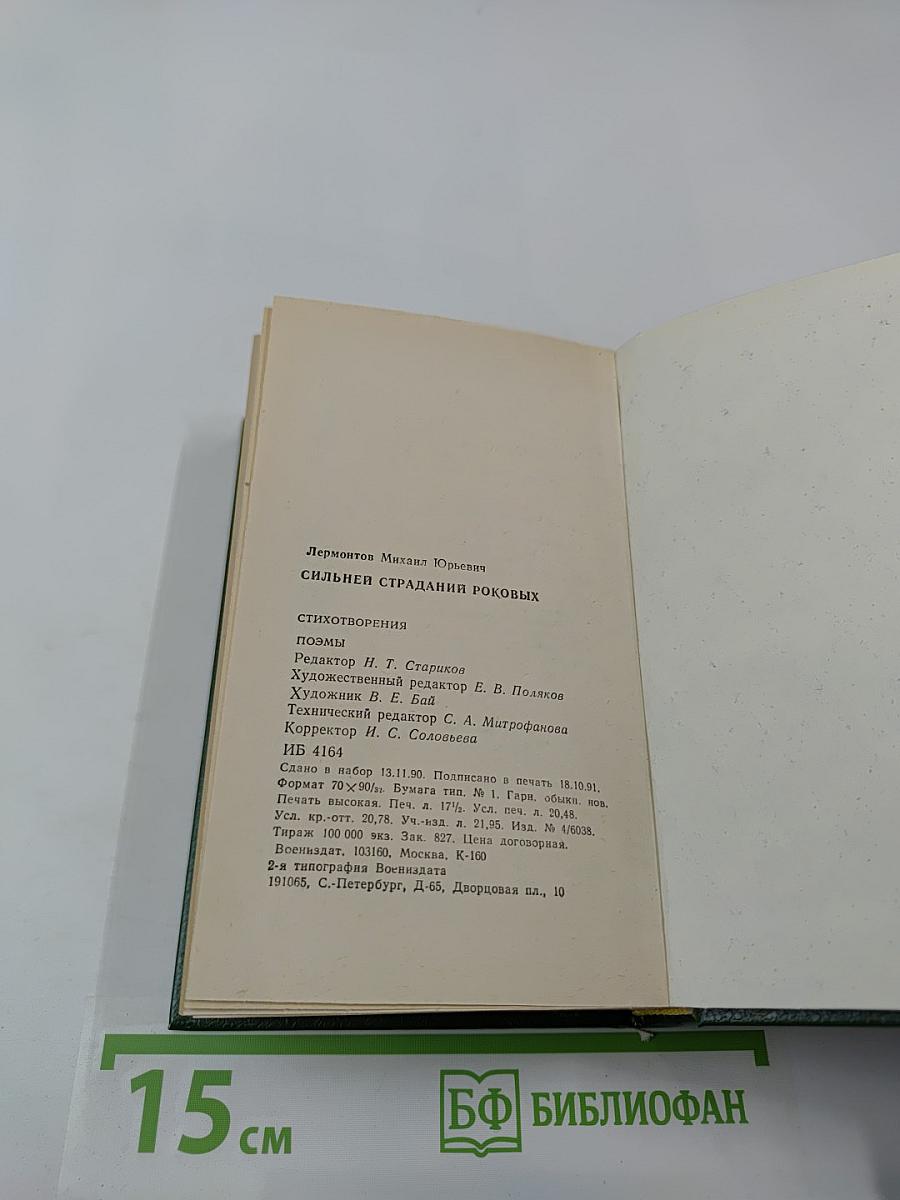 Лермонтов Михаил Юрьевич
СИЛЬНЕЙ СТРАДАНИЙ РОКОВЫХ
СТИХОТВОРЕНИЯ
ПОЭМЫ
Редактор Н. Т. Стариков
Художественный редактор Е. В. Поляков
Художник В. Е. Бай
Технический редактор С. А. Митрофанова
Корректор И. С. Соловьева
ИБ 4164
Сдано в набор 13.11.90. Подписано в печать 18.10.91.
Формат 70×90/₃₂. Бумага тип. № 1. Гарн. обыкн. нов.
Печать высокая. Печ. л. 17¹/₂. Усл. печ. л. 20,48.
Усл. кр.-отт. 20,78. Уч.-изд. л. 21,95. Изд. № 4/6038.
Тираж 100 000 экз. Зак. 827. Цена договорная.
Воениздат, 103160, Москва, К-160
2-я типография Воениздата
191065, С.-Петербург, Д-65, Дворцовая пл., 10
15 см
БФ БИБЛИОФАН